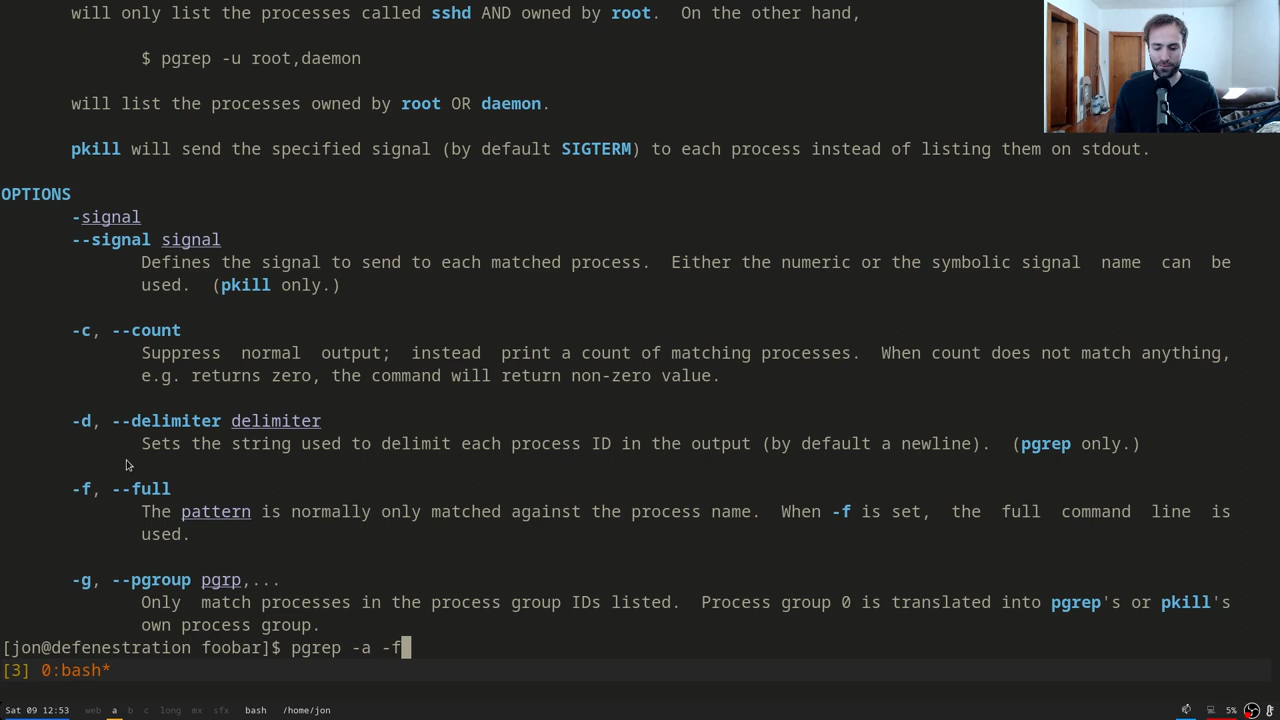 will only list the processes called sshd AND owned by root.  On the other hand,
$ pgrep -u root,daemon
will list the processes owned by root OR daemon.
pkill will send the specified signal (by default SIGTERM) to each process instead of listing them on stdout.
OPTIONS
-signal
--signal signal
Defines the signal to send to each matched process.  Either the numeric or the symbolic signal  name  can  be
used.  (pkill only.)
-c, --count
Suppress  normal  output;  instead  print a count of matching processes.  When count does not match anything,
e.g. returns zero, the command will return non-zero value.
-d, --delimiter delimiter
Sets the string used to delimit each process ID in the output (by default a newline).  (pgrep only.)
-f, --full
The pattern is normally only matched against the process name.  When -f is set,  the  full  command  line  is
used.
-g, --pgroup pgrp,...
Only  match processes in the process group IDs listed.  Process group 0 is translated into pgrep's or pkill's
own process group.
[jon@defenestration foobar]$ pgrep -a -f
[3] 0:bash*
Sat 09 12:53 web a b c long mx sfx bash /home/jon 5%